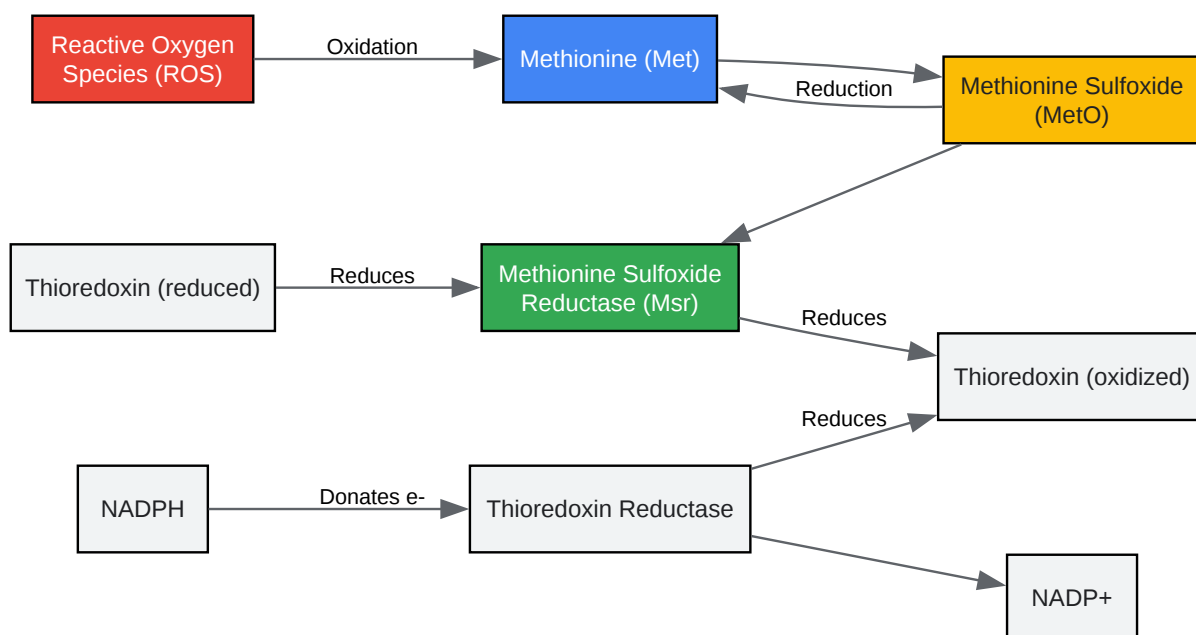 Reactive Oxygen
Species (ROS)
Oxidation
Methionine (Met)
Reduction
Methionine Sulfoxide
(MetO)
Thioredoxin (reduced)
Reduces
Methionine Sulfoxide
Reductase (Msr)
Reduces
Thioredoxin (oxidized)
Reduces
NADPH
Donates e-
Thioredoxin Reductase
NADP+